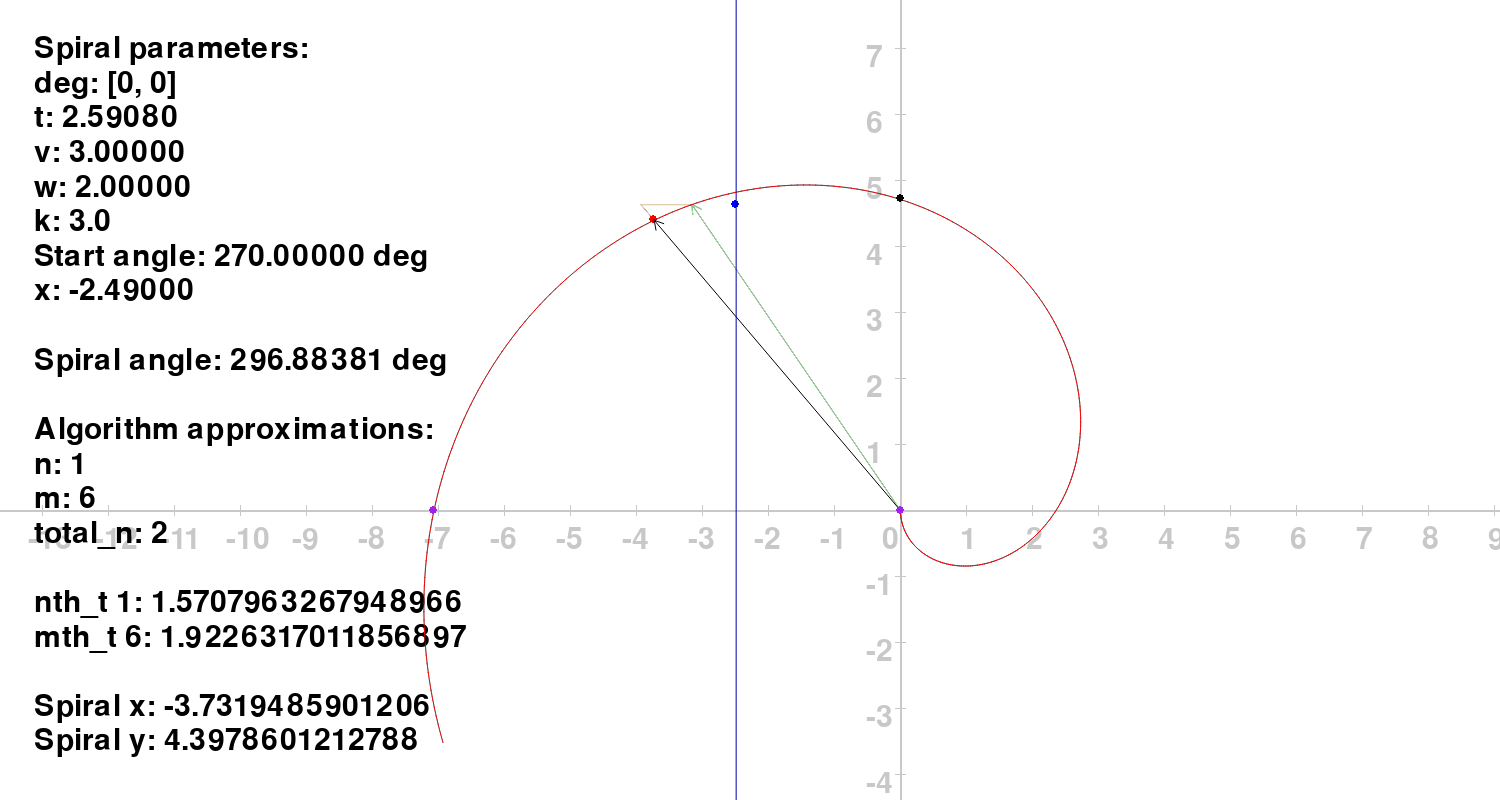 Spiral parameters:
deg: [0, 0]
t: 2.59080
v: 3.00000
w: 2.00000
k: 3.0
Start angle: 270.00000 deg
x: -2.49000
Spiral angle: 296.88381 deg
Algorithm approximations:
n: 1
m: 6
total_n: 2
nth_t 1: 1.5707963267948966
mth_t 6: 1.9226317011856897
Spiral x: -3.7319485901206
Spiral y: 4.3978601212788
7
6
5
4
3
2
1
-13 -12 -11 -10 -9 -8 -7 -6 -5 -4 -3 -2 -1 0 1 2 3 4 5 6 7 8 9
-1
-2
-3
-4